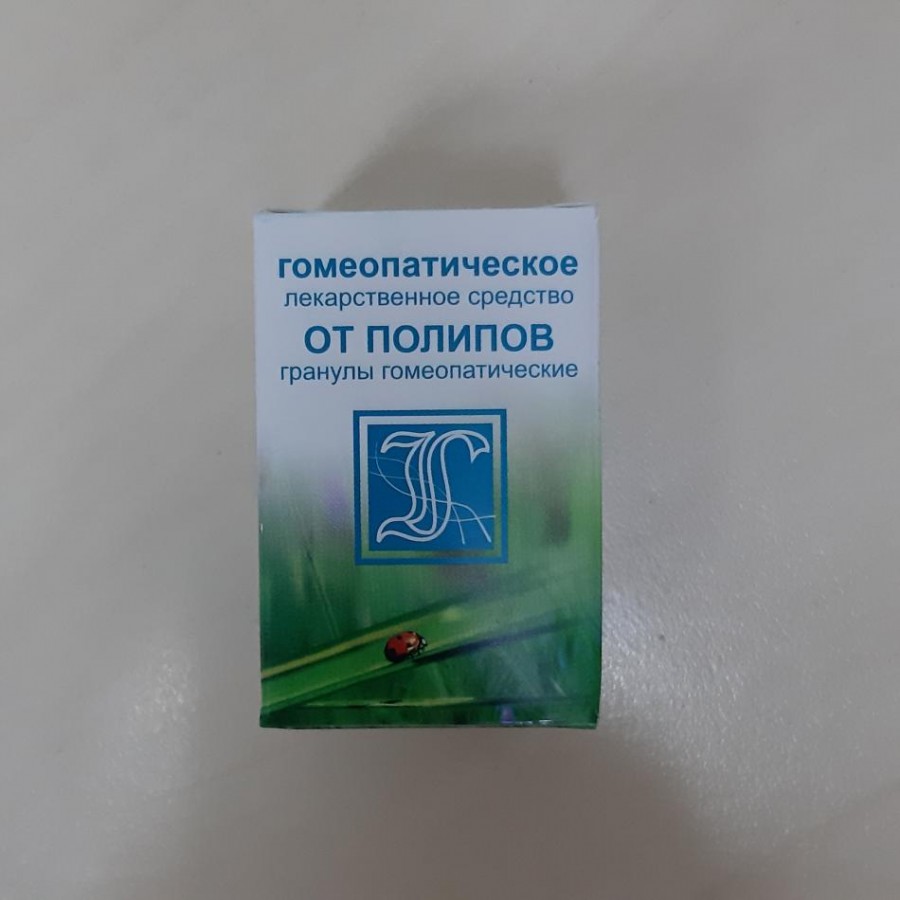 гомеопатическое
лекарственное средство
ОТ ПОЛИПОВ
гранулы гомеопатические